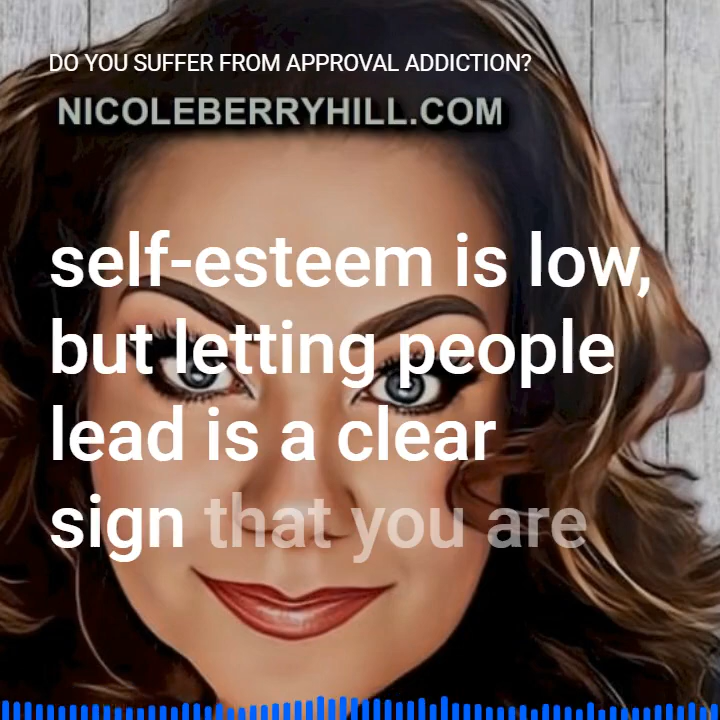 DO YOU SUFFER FROM APPROVAL ADDICTION?
NICOLEBERRYHILL.COM
self-esteem is low,
but letting people
lead is a clear
sign that you are